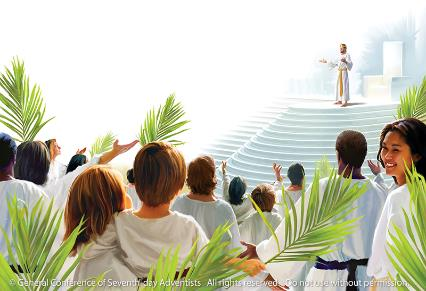 © General Conference of Seventh-day Adventists All rights reserved. Do not use without permission.